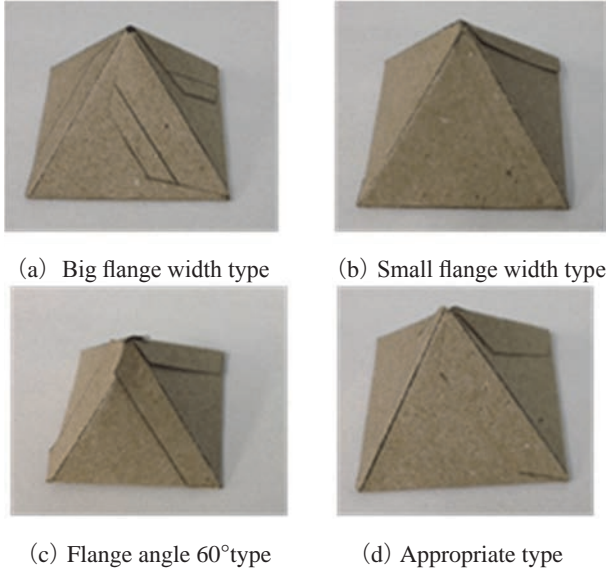 (a) Big flange width type
(b) Small flange width type
(c) Flange angle 60°type
(d) Appropriate type